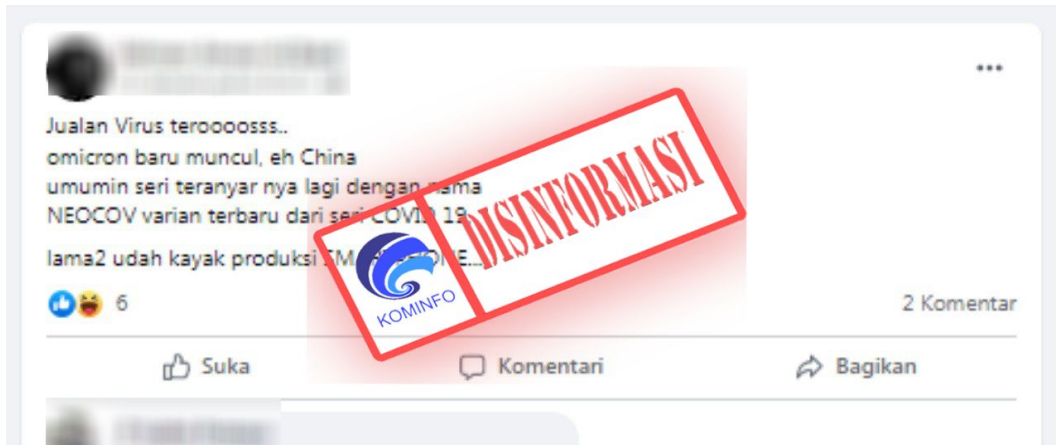 Jualan Virus teroooosss..
omicron baru muncul, eh China
umumin seri teranyar nya lagi dengan nama
NEOCOV varian terbaru dari seri COVID 19.
lama2 udah kayak produksi
DISINFORMASI
KOMINFO
6
2 Komentar
Suka
Komentari
Bagikan